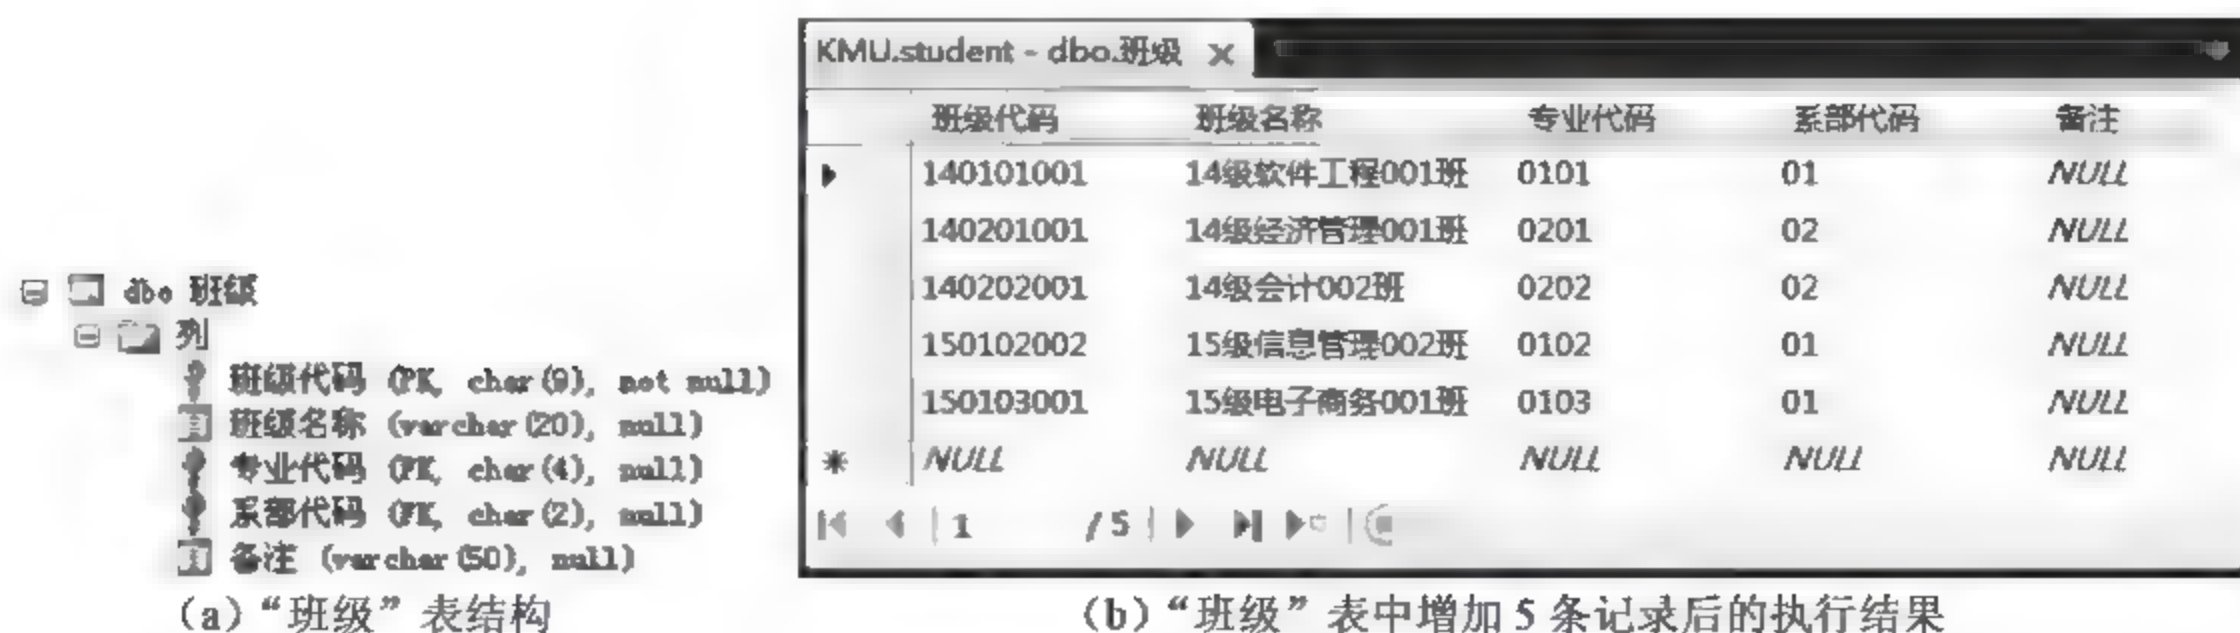 dbo 班级
列
班级代码 (PK, char(9), not null)
班级名称 (varchar(20), null)
专业代码 (FK, char(4), null)
系部代码 (FK, char(2), null)
备注 (varchar(50), null)
(a)“班级”表结构
KMU.student - dbo.班级 ×
班级代码 班级名称 专业代码 系部代码 备注
140101001 14级软件工程001班 0101 01 NULL
140201001 14级经济管理001班 0201 02 NULL
140202001 14级会计002班 0202 02 NULL
150102002 15级信息管理002班 0102 01 NULL
150103001 15级电子商务001班 0103 01 NULL
* NULL NULL NULL NULL NULL
1 / 5
(b)“班级”表中增加 5 条记录后的执行结果